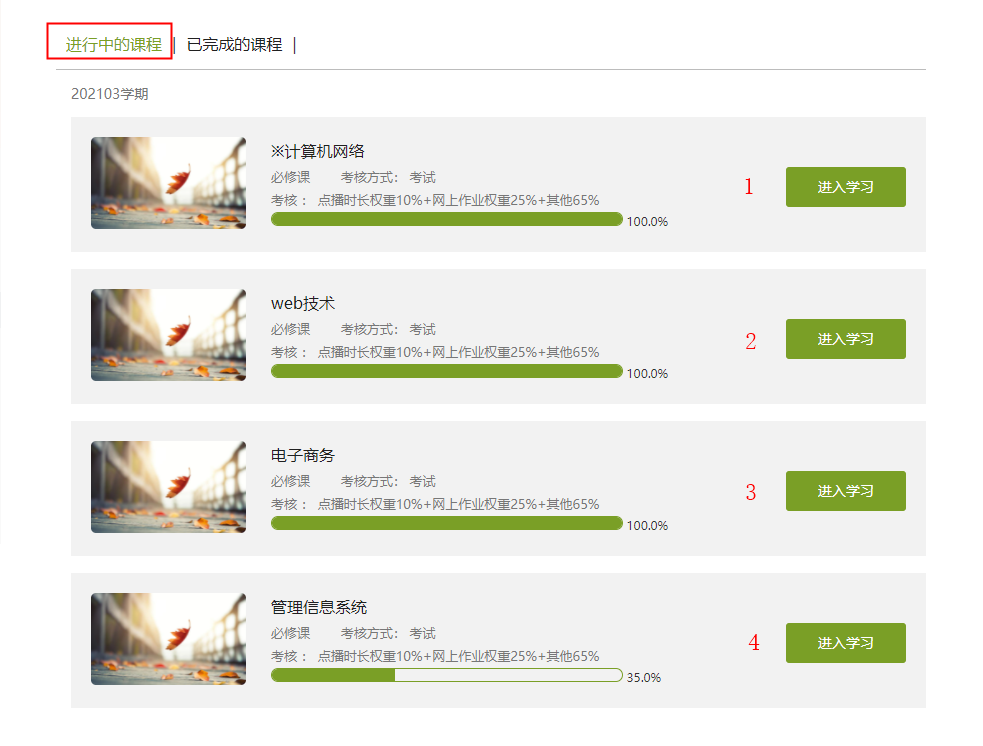 进行中的课程 | 已完成的课程 |
202103学期
※计算机网络
必修课 考核方式： 考试
考核： 点播时长权重10%+网上作业权重25%+其他65%
100.0%
1
进入学习
web技术
必修课 考核方式： 考试
考核： 点播时长权重10%+网上作业权重25%+其他65%
100.0%
2
进入学习
电子商务
必修课 考核方式： 考试
考核： 点播时长权重10%+网上作业权重25%+其他65%
100.0%
3
进入学习
管理信息系统
必修课 考核方式： 考试
考核： 点播时长权重10%+网上作业权重25%+其他65%
35.0%
4
进入学习